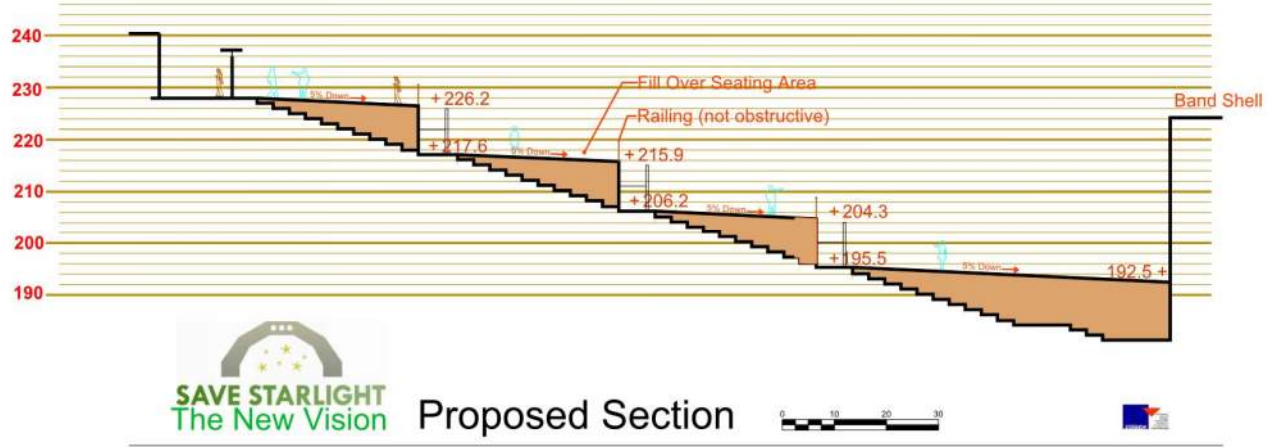 240
230
220
210
200
190
5% Down
+ 226.2
Fill Over Seating Area
Railing (not obstructive)
Band Shell
+ 217.6
5% Down
+ 215.9
+ 206.2
5% Down
+ 204.3
+ 195.5
5% Down
192.5 +
SAVE STARLIGHT
The New Vision
Proposed Section
0 10 20 30